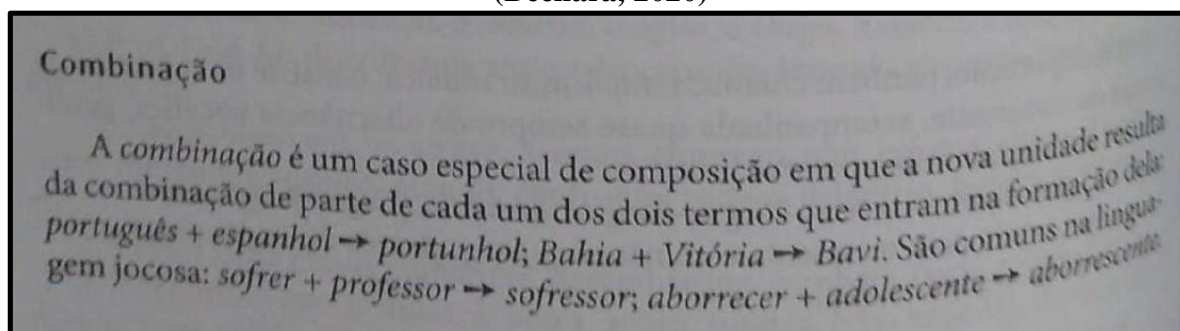 Combinação
A combinação é um caso especial de composição em que a nova unidade resulta
da combinação de parte de cada um dos dois termos que entram na formação dela:
português + espanhol → portunhol; Bahia + Vitória → Bavi. São comuns na lingua-
gem jocosa: sofrer + professor → sofressor; aborrecer + adolescente → aborrescente.